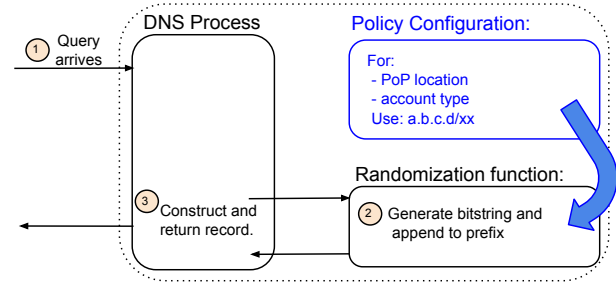 DNS Process
Policy Configuration:
1 Query
arrives
For:
- PoP location
- account type
Use: a.b.c.d/xx
Randomization function:
3 Construct and
return record.
2 Generate bitstring and
append to prefix